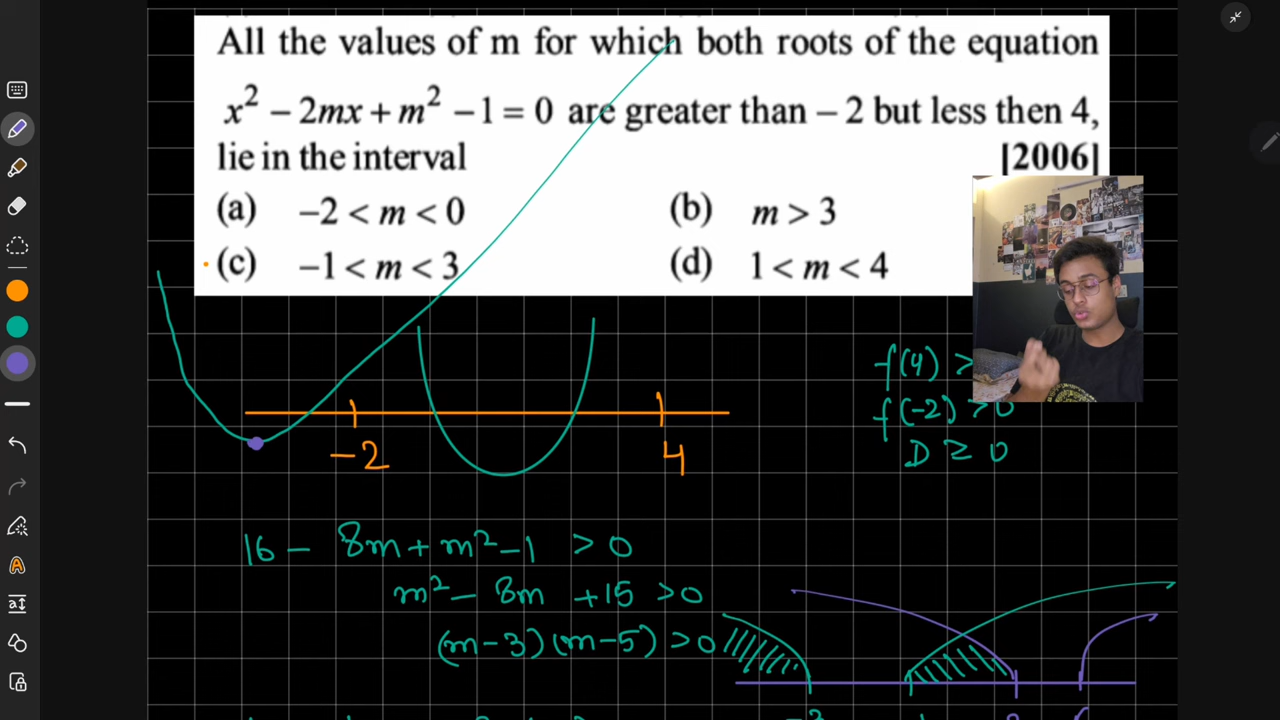 All the values of m for which both roots of the equation
x² − 2mx + m² − 1 = 0 are greater than − 2 but less then 4,
lie in the interval [2006]
(a) −2 < m < 0 (b) m > 3
(c) −1 < m < 3 (d) 1 < m < 4
f(4) >
f(-2) > 0
D ≥ 0
-2 4
16 - 8m + m² - 1 > 0
m² - 8m + 15 > 0
(m-3)(m-5) > 0